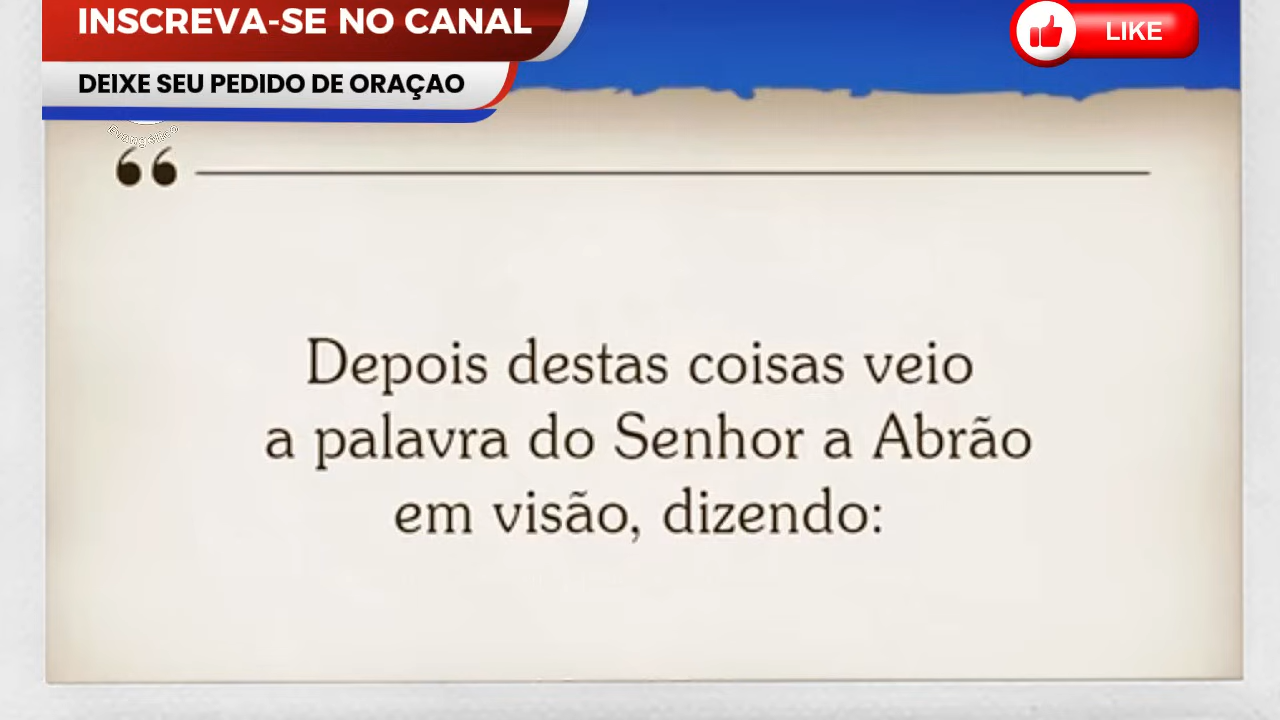 INSCREVA-SE NO CANAL
LIKE
DEIXE SEU PEDIDO DE ORAÇAO
Evangélico
Depois destas coisas veio
a palavra do Senhor a Abrão
em visão, dizendo: